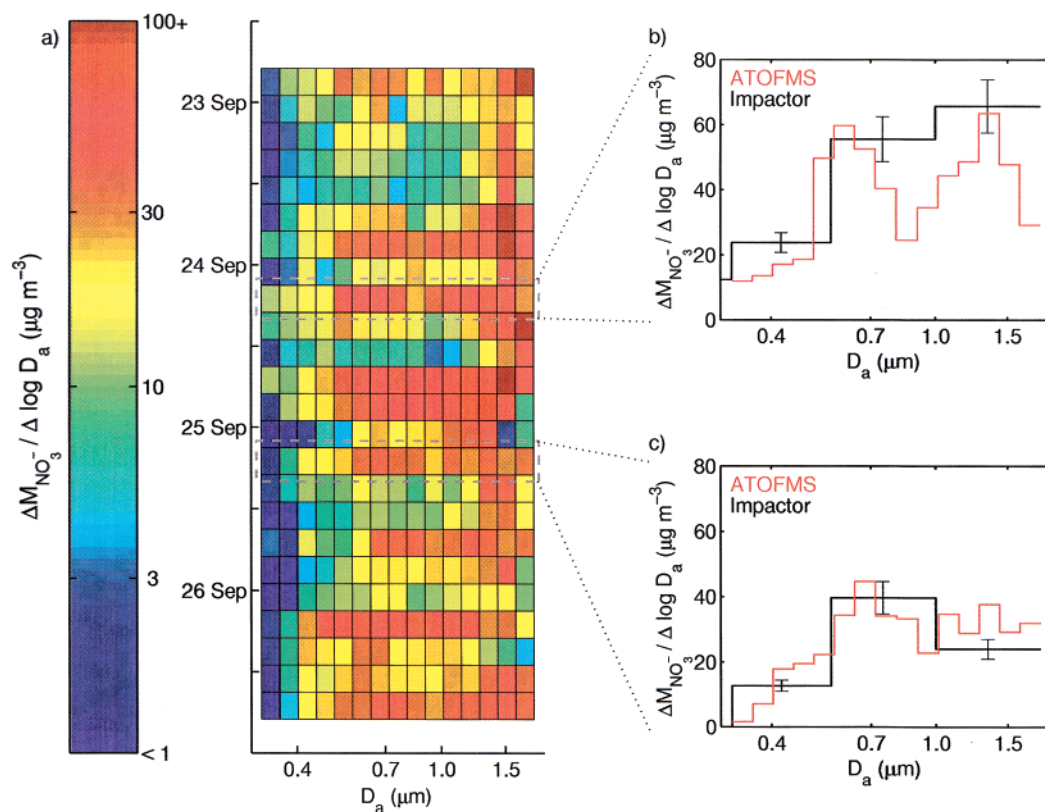 a)
100+
30
10
3
<1
ΔM_NO₃⁻ / Δ log D_a (µg m⁻³)
23 Sep
24 Sep
25 Sep
26 Sep
0.4 0.7 1.0 1.5
D_a (µm)
b)
80
60
40
20
0
ΔM_NO₃⁻ / Δ log D_a (µg m⁻³)
ATOFMS
Impactor
0.4 0.7 1.0 1.5
D_a (µm)
c)
80
60
40
20
0
ΔM_NO₃⁻ / Δ log D_a (µg m⁻³)
ATOFMS
Impactor
0.4 0.7 1.0 1.5
D_a (µm)